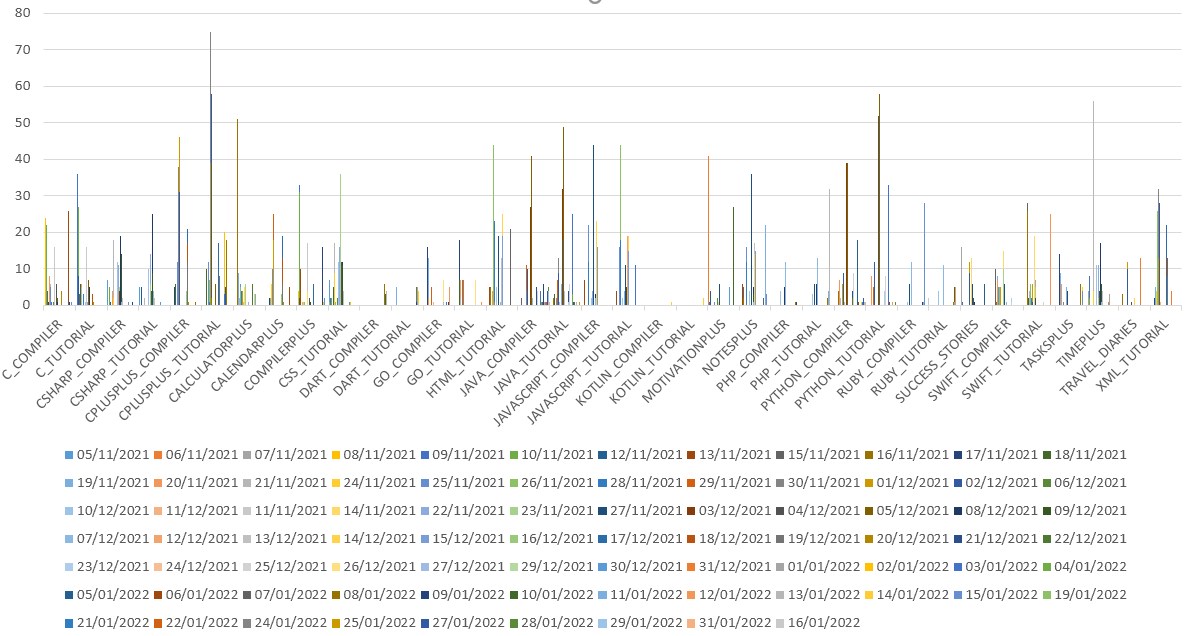 80
70
60
50
40
30
20
10
0
C_COMPILER
C_TUTORIAL
CSHARP_COMPILER
CSHARP_TUTORIAL
CPLUSPLUS_COMPILER
CPLUSPLUS_TUTORIAL
CALCULATORPLUS
CALENDARPLUS
COMPILERPLUS
CSS_TUTORIAL
DART_COMPILER
DART_TUTORIAL
GO_COMPILER
GO_TUTORIAL
HTML_TUTORIAL
JAVA_COMPILER
JAVA_TUTORIAL
JAVASCRIPT_COMPILER
JAVASCRIPT_TUTORIAL
KOTLIN_COMPILER
KOTLIN_TUTORIAL
MOTIVATIONPLUS
NOTESPLUS
PHP_COMPILER
PHP_TUTORIAL
PYTHON_COMPILER
PYTHON_TUTORIAL
RUBY_COMPILER
RUBY_TUTORIAL
SUCCESS_STORIES
SWIFT_COMPILER
SWIFT_TUTORIAL
TASKSPLUS
TIMEPLUS
TRAVEL_DIARIES
XML_TUTORIAL
05/11/2021 06/11/2021 07/11/2021 08/11/2021 09/11/2021 10/11/2021 12/11/2021 13/11/2021 15/11/2021 16/11/2021 17/11/2021 18/11/2021
19/11/2021 20/11/2021 21/11/2021 24/11/2021 25/11/2021 26/11/2021 28/11/2021 29/11/2021 30/11/2021 01/12/2021 02/12/2021 06/12/2021
10/12/2021 11/12/2021 11/11/2021 14/11/2021 22/11/2021 23/11/2021 27/11/2021 03/12/2021 04/12/2021 05/12/2021 08/12/2021 09/12/2021
07/12/2021 12/12/2021 13/12/2021 14/12/2021 15/12/2021 16/12/2021 17/12/2021 18/12/2021 19/12/2021 20/12/2021 21/12/2021 22/12/2021
23/12/2021 24/12/2021 25/12/2021 26/12/2021 27/12/2021 29/12/2021 30/12/2021 31/12/2021 01/01/2022 02/01/2022 03/01/2022 04/01/2022
05/01/2022 06/01/2022 07/01/2022 08/01/2022 09/01/2022 10/01/2022 11/01/2022 12/01/2022 13/01/2022 14/01/2022 15/01/2022 19/01/2022
21/01/2022 22/01/2022 24/01/2022 25/01/2022 27/01/2022 28/01/2022 29/01/2022 31/01/2022 16/01/2022